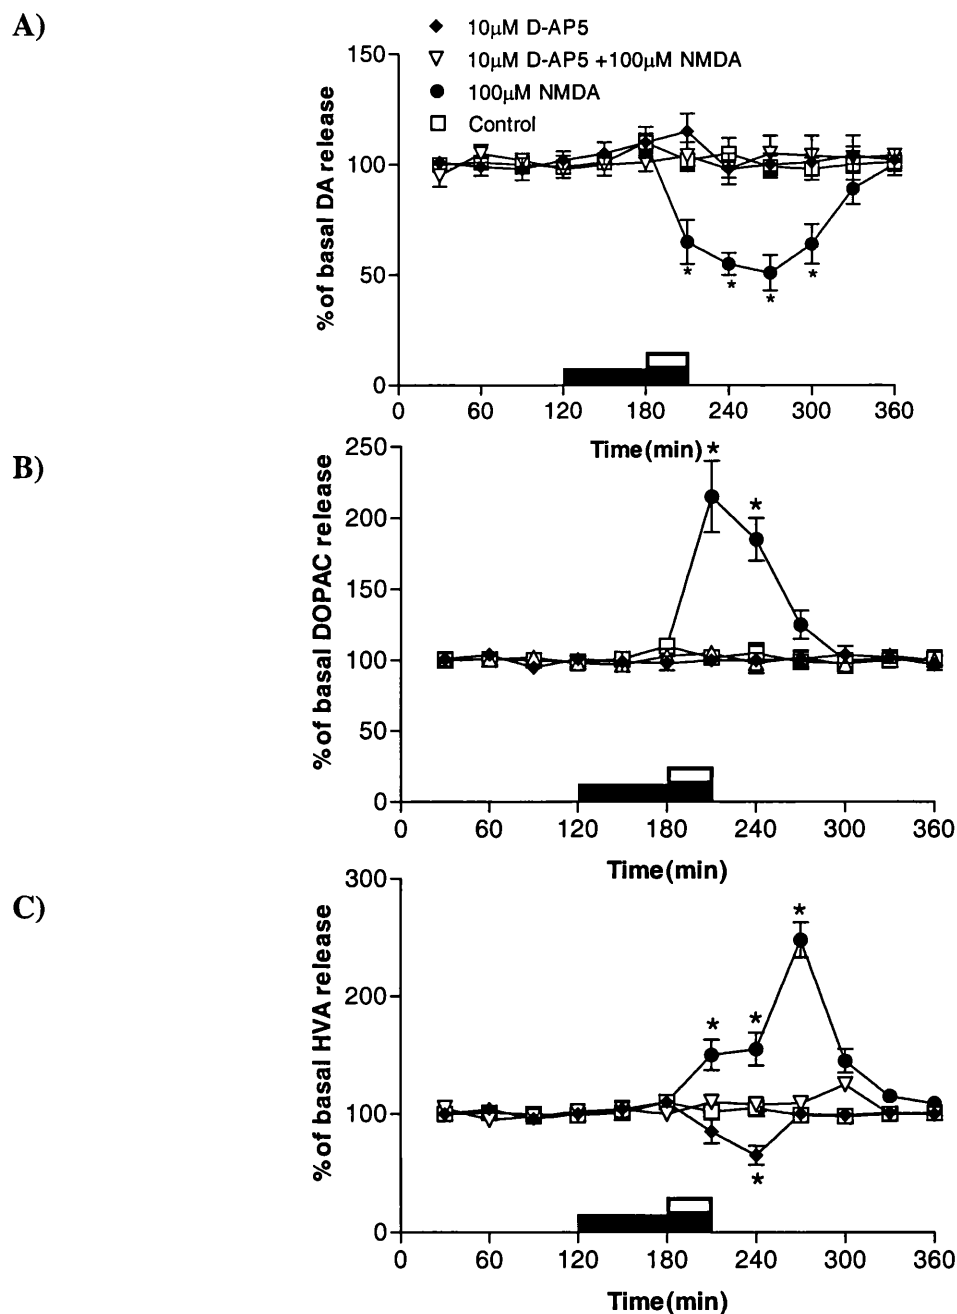 A)
10µM D-AP5
10µM D-AP5 +100µM NMDA
100µM NMDA
Control
% of basal DA release
150
100
50
0
* * * *
0 60 120 180 240 300 360
Time(min)
B)
% of basal DOPAC release
250
200
150
100
50
0
* *
0 60 120 180 240 300 360
Time(min)
C)
% of basal HVA release
300
200
100
0
* * * *
0 60 120 180 240 300 360
Time(min)